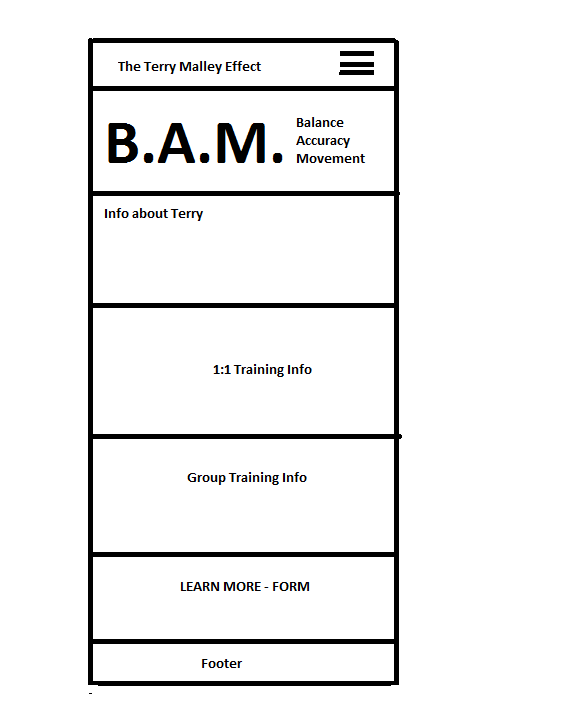 The Terry Malley Effect
B.A.M.
Balance
Accuracy
Movement
Info about Terry
1:1 Training Info
Group Training Info
LEARN MORE - FORM
Footer